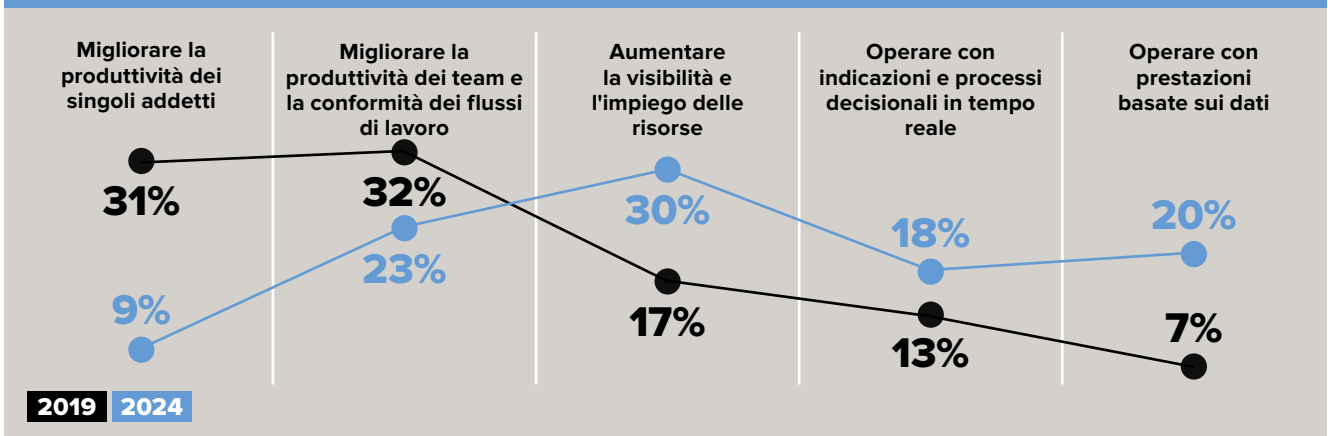 Migliorare la
produttività dei
singoli addetti
Migliorare la
produttività dei team e
la conformità dei flussi
di lavoro
Aumentare
la visibilità e
l'impiego delle
risorse
Operare con
indicazioni e processi
decisionali in tempo
reale
Operare con
prestazioni
basate sui dati
31%
32%
17%
13%
7%
9%
23%
30%
18%
20%
2019
2024